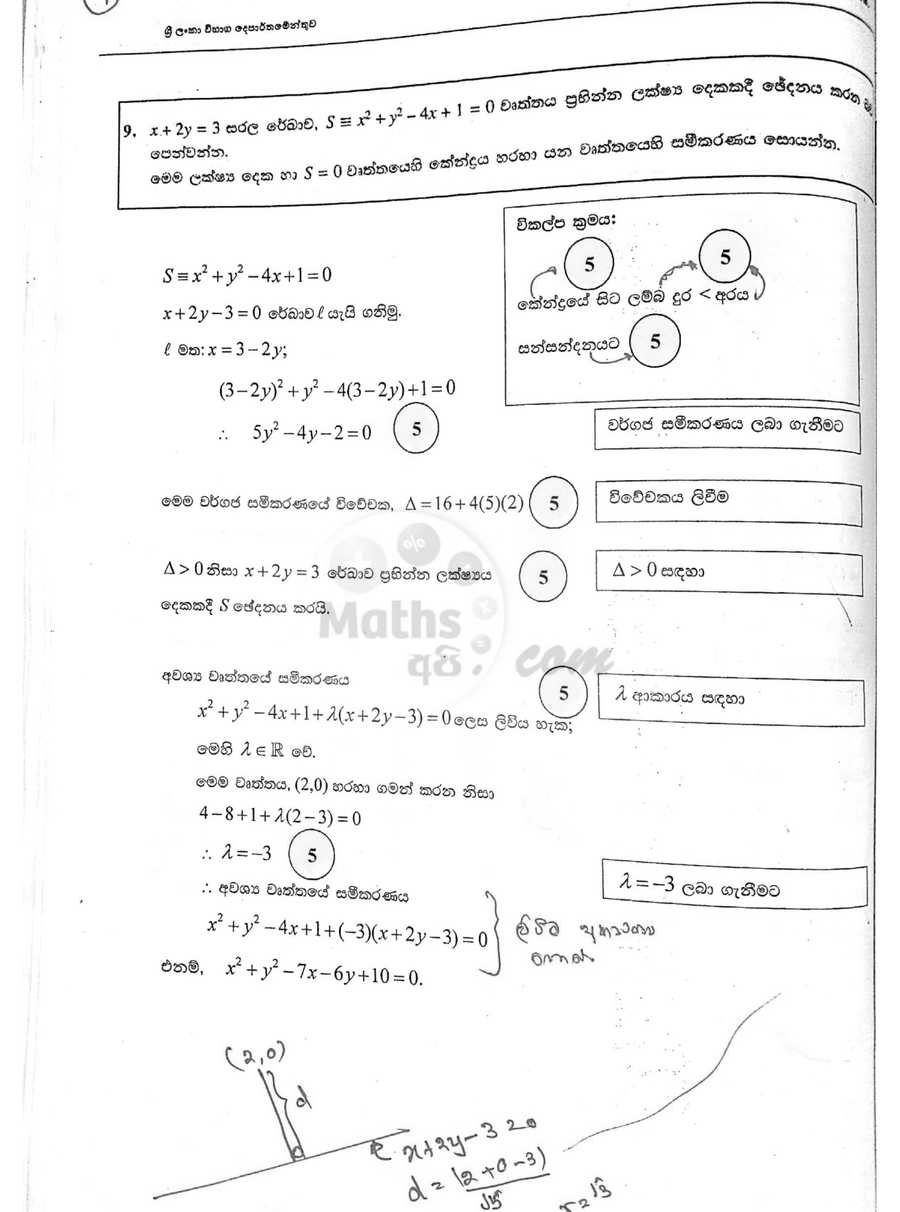 ශ්‍රී ලංකා විභාග දෙපාර්තමේන්තුව
9. x + 2y = 3 සරල රේඛාව, S ≡ x² + y² − 4x + 1 = 0 වෘත්තය ප්‍රභින්න ලක්ෂ්‍ය දෙකකදී ඡේදනය කරන
පෙන්වන්න.
මෙම ලක්ෂ්‍ය දෙක හා S = 0 වෘත්තයෙහි කේන්ද්‍රය හරහා යන වෘත්තයෙහි සමීකරණය සොයන්න.
විකල්ප ක්‍රමය:
5 5
කේන්ද්‍රයේ සිට ලම්බ දුර < අරය
සන්සන්දනයට 5
S ≡ x² + y² − 4x + 1 = 0
x + 2y − 3 = 0 රේඛාව ℓ යැයි ගනිමු.
ℓ මත: x = 3 − 2y;
(3 − 2y)² + y² − 4(3 − 2y) + 1 = 0
∴ 5y² − 4y − 2 = 0 5 වර්ගජ සමීකරණය ලබා ගැනීමට
මෙම වර්ගජ සමීකරණයේ විවේචක, Δ = 16 + 4(5)(2) 5 විවේචකය ලිවීම
Δ > 0 නිසා x + 2y = 3 රේඛාව ප්‍රභින්න ලක්ෂ්‍යය 5 Δ > 0 සඳහා
දෙකකදී S ඡේදනය කරයි.
Maths
අපි. com
අවශ්‍ය වෘත්තයේ සමීකරණය 5 λ ආකාරය සඳහා
x² + y² − 4x + 1 + λ(x + 2y − 3) = 0 ලෙස ලිවිය හැක;
මෙහි λ ∈ ℝ වේ.
මෙම වෘත්තය, (2,0) හරහා ගමන් කරන නිසා
4 − 8 + 1 + λ(2 − 3) = 0
∴ λ = −3 5 λ = −3 ලබා ගැනීමට
∴ අවශ්‍ය වෘත්තයේ සමීකරණය
x² + y² − 4x + 1 + (−3)(x + 2y − 3) = 0
ලිවීම
එනම්, x² + y² − 7x − 6y + 10 = 0.
(2,0)
d
ℓ x+2y−3=0
d = |2+0−3|
√5
r=√3